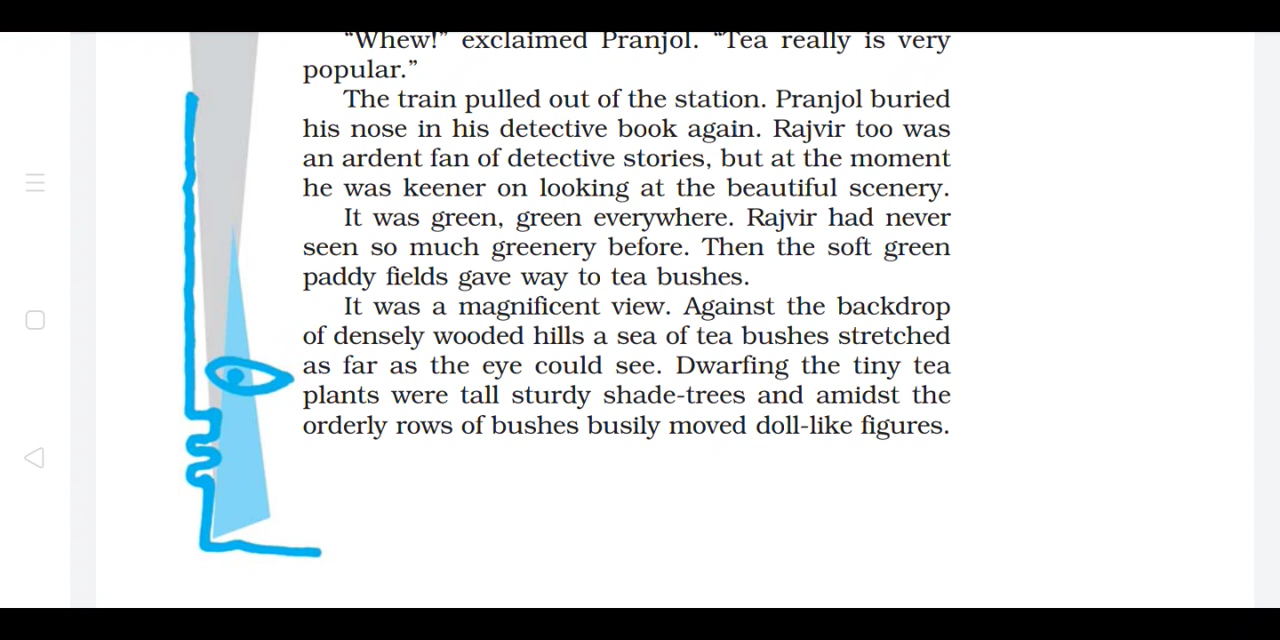 “Whew!” exclaimed Pranjol. “Tea really is very
popular.”
The train pulled out of the station. Pranjol buried
his nose in his detective book again. Rajvir too was
an ardent fan of detective stories, but at the moment
he was keener on looking at the beautiful scenery.
It was green, green everywhere. Rajvir had never
seen so much greenery before. Then the soft green
paddy fields gave way to tea bushes.
It was a magnificent view. Against the backdrop
of densely wooded hills a sea of tea bushes stretched
as far as the eye could see. Dwarfing the tiny tea
plants were tall sturdy shade-trees and amidst the
orderly rows of bushes busily moved doll-like figures.